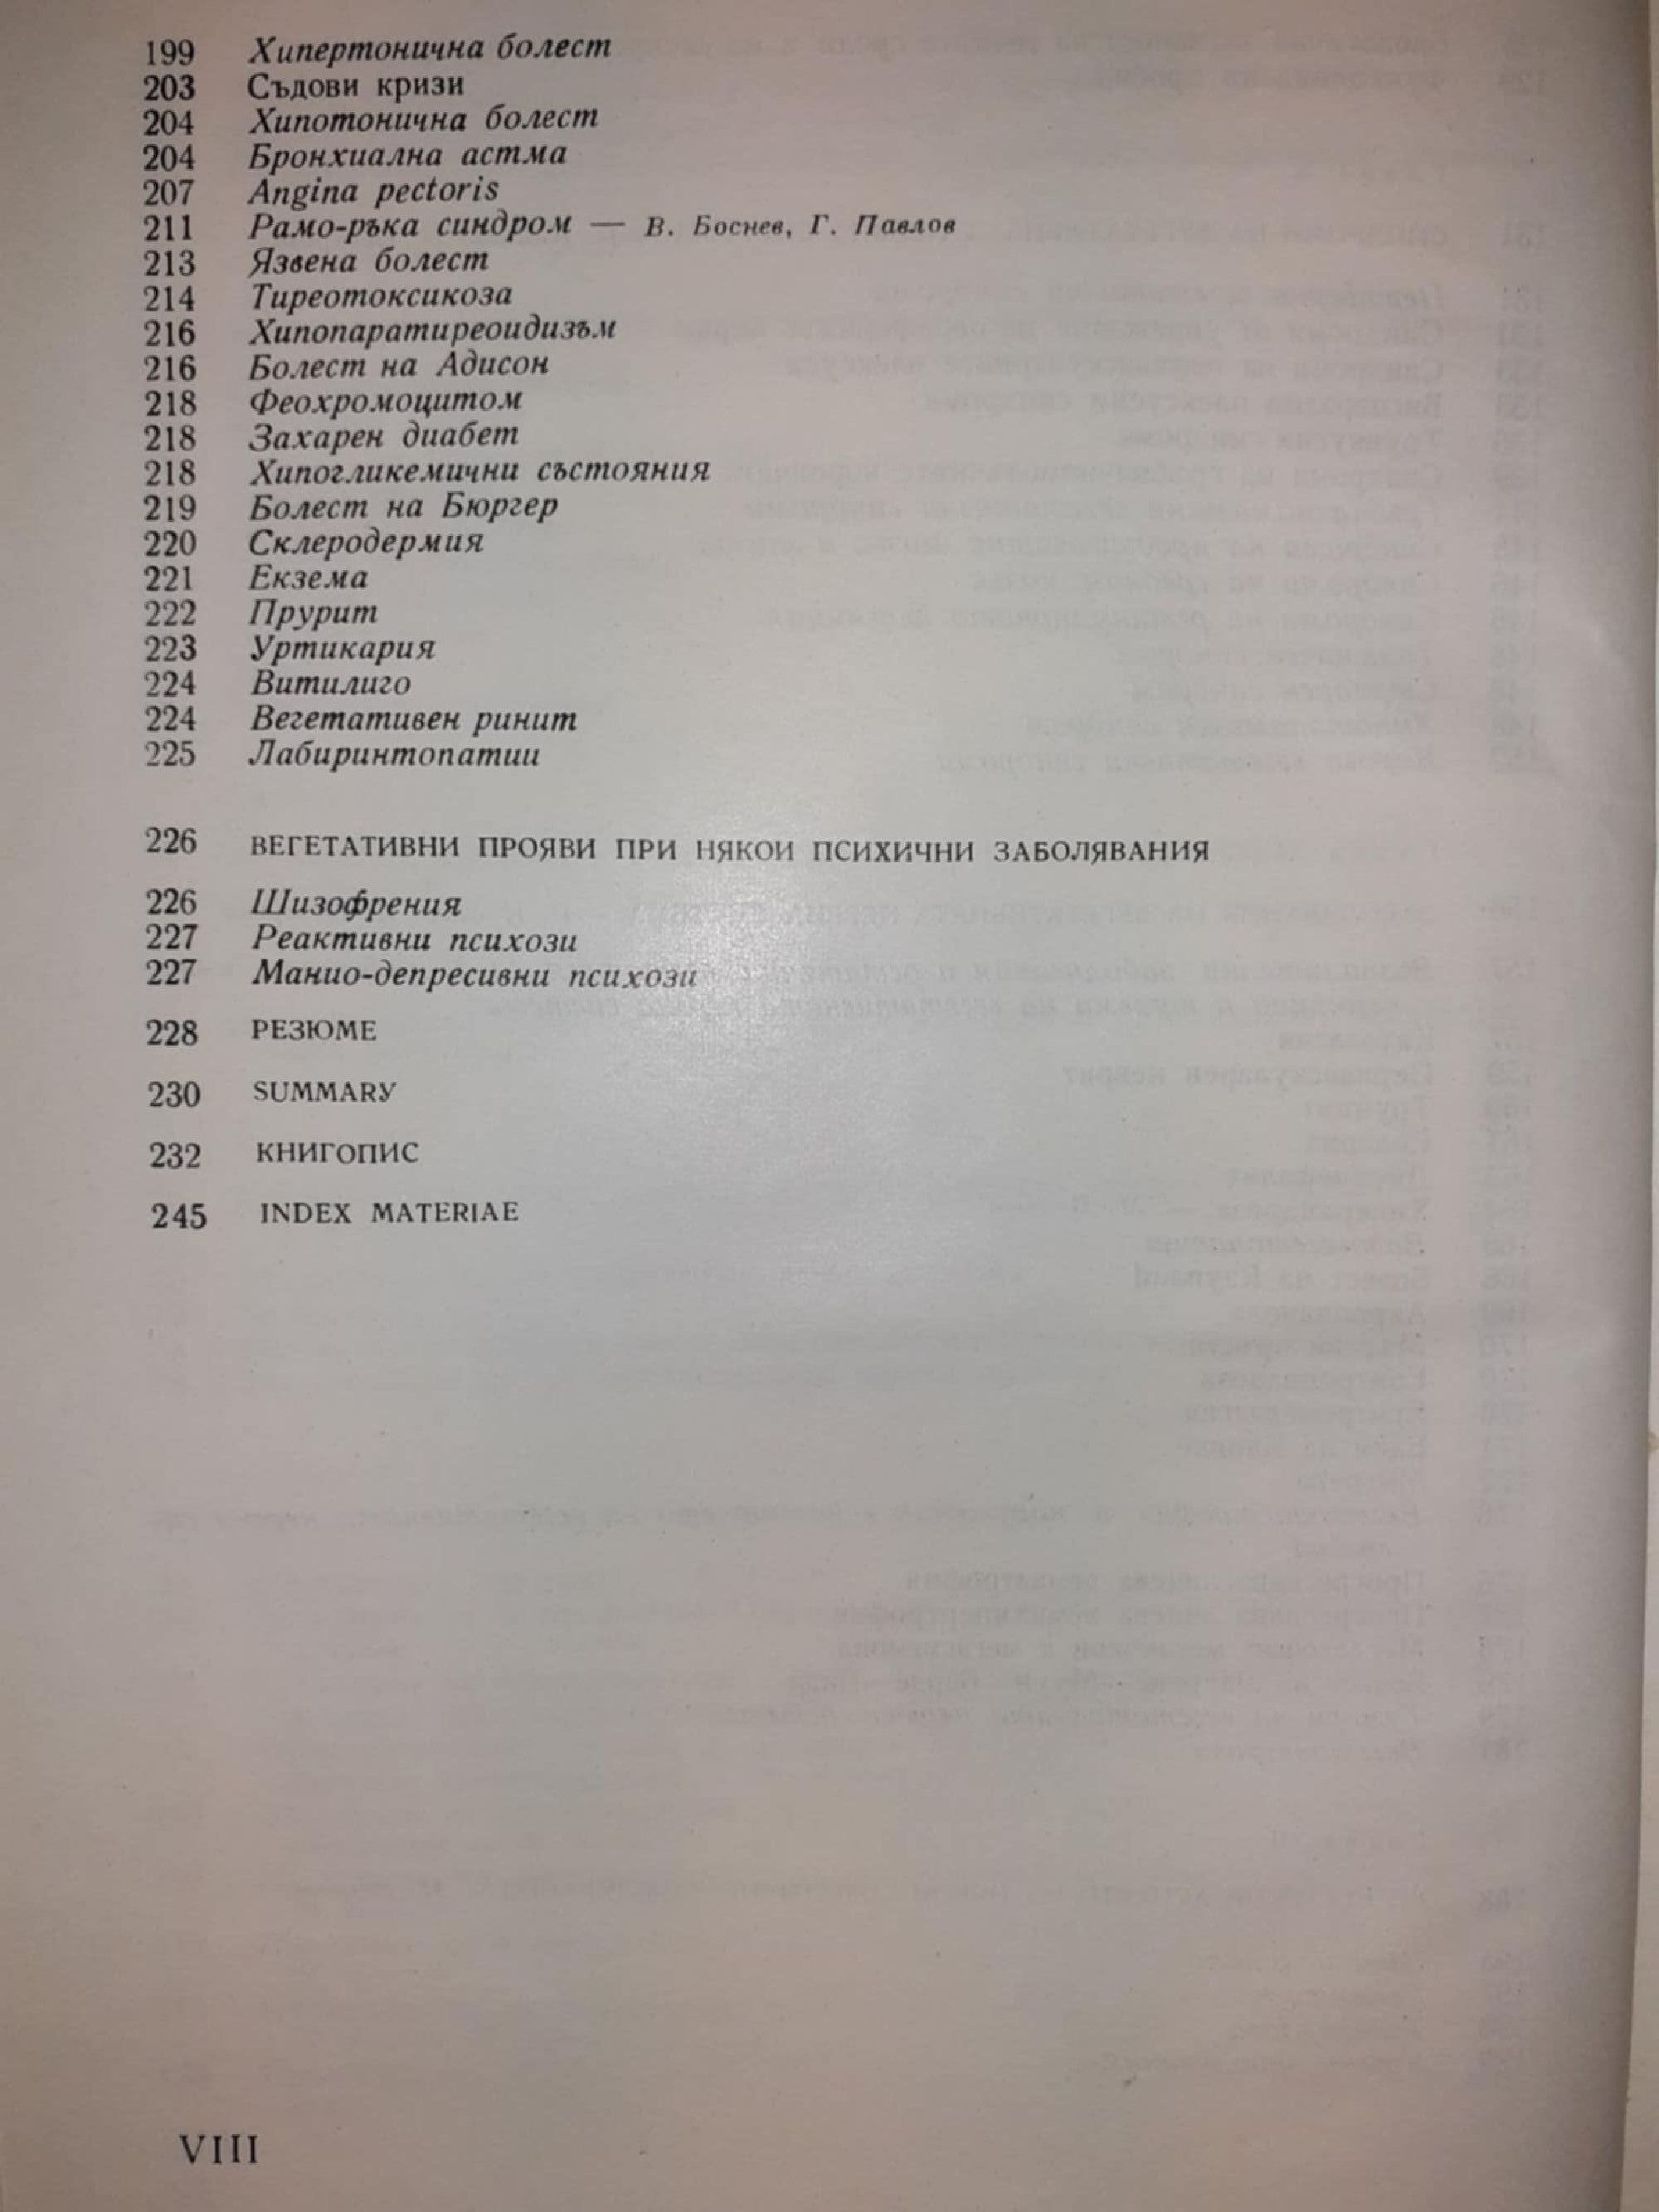 199 Хипертонична болест
203 Съдови кризи
204 Хипотонична болест
204 Бронхиална астма
207 Angina pectoris
211 Рамо-ръка синдром — В. Боснев, Г. Павлов
213 Язвена болест
214 Тиреотоксикоза
216 Хипопаратиреоидизъм
216 Болест на Адисон
218 Феохромоцитом
218 Захарен диабет
218 Хипогликемични състояния
219 Болест на Бюргер
220 Склеродермия
221 Екзема
222 Прурит
223 Уртикария
224 Витилиго
224 Вегетативен ринит
225 Лабиринтопатии
226 ВЕГЕТАТИВНИ ПРОЯВИ ПРИ НЯКОИ ПСИХИЧНИ ЗАБОЛЯВАНИЯ
226 Шизофрения
227 Реактивни психози
227 Манио-депресивни психози
228 РЕЗЮМЕ
230 SUMMARY
232 КНИГОПИС
245 INDEX MATERIAE
VIII